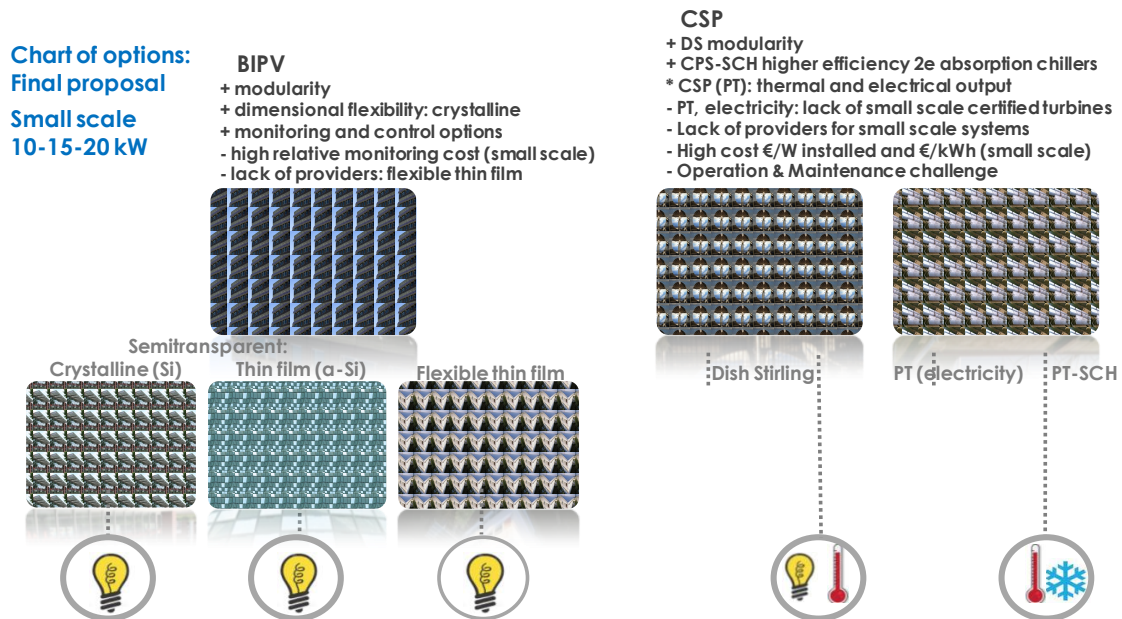 Chart of options:
Final proposal
Small scale
10-15-20 kW
BIPV
+ modularity
+ dimensional flexibility: crystalline
+ monitoring and control options
- high relative monitoring cost (small scale)
- lack of providers: flexible thin film
Semitransparent:
Crystalline (Si)
Thin film (a-Si)
Flexible thin film
CSP
+ DS modularity
+ CPS-SCH higher efficiency 2e absorption chillers
* CSP (PT): thermal and electrical output
- PT, electricity: lack of small scale certified turbines
- Lack of providers for small scale systems
- High cost €/W installed and €/kWh (small scale)
- Operation & Maintenance challenge
Dish Stirling
PT (electricity)
PT-SCH